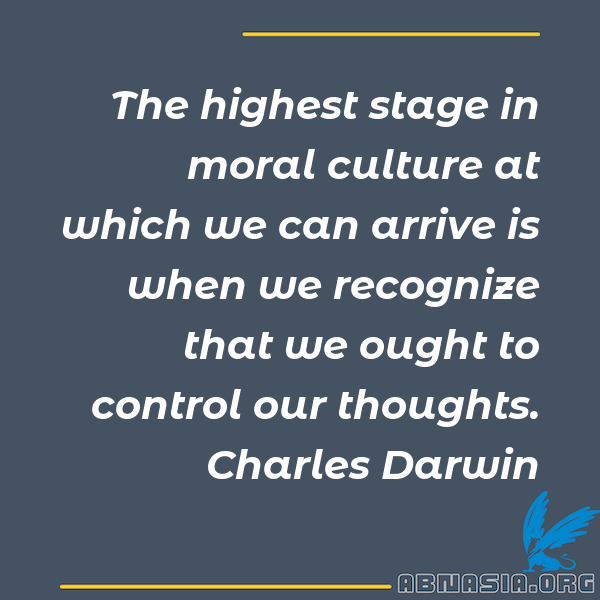 The highest stage in
moral culture at
which we can arrive is
when we recognize
that we ought to
control our thoughts.
Charles Darwin
ABNASIA.ORG